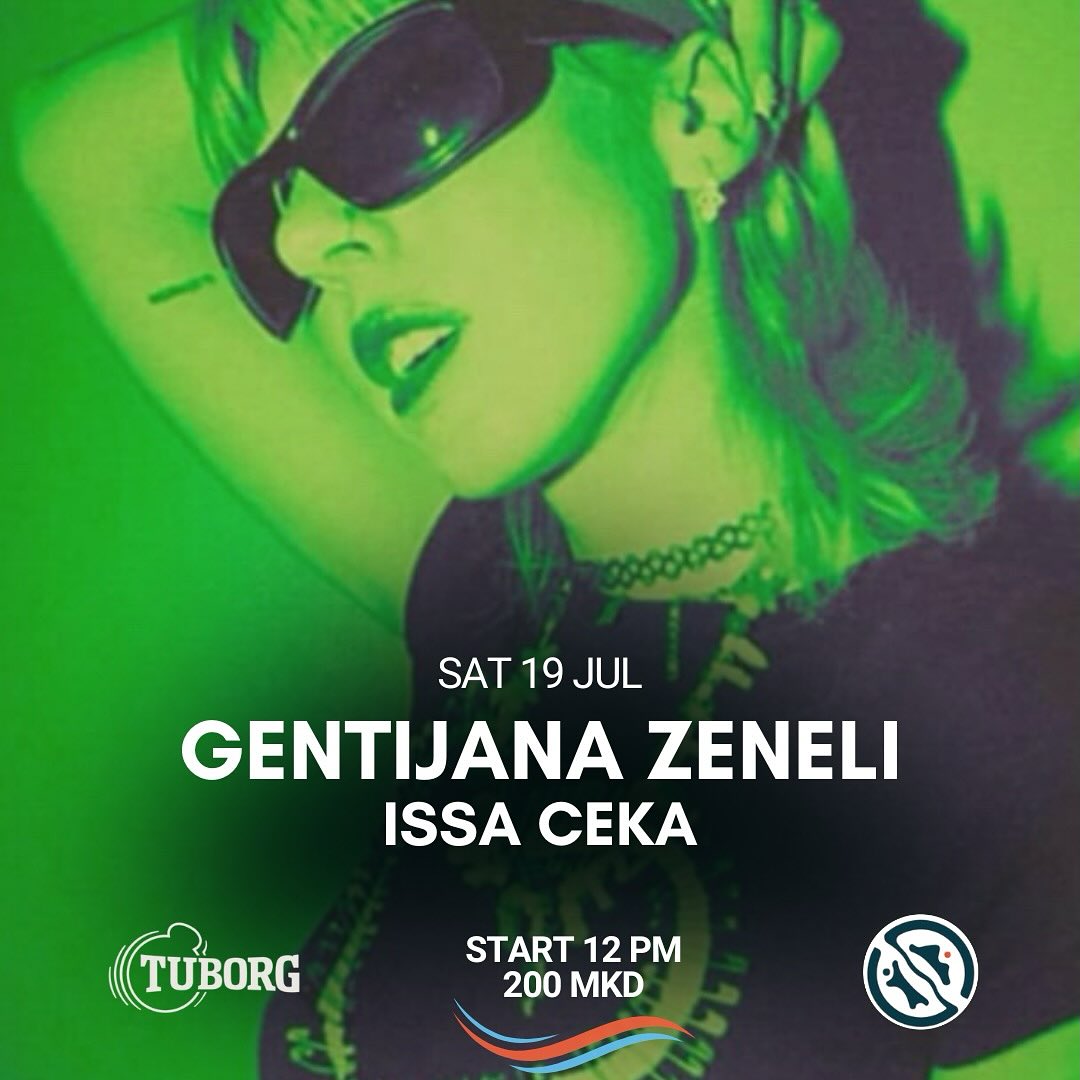 SAT 19 JUL
GENTIJANA ZENELI
ISSA CEKA
TUBORG
START 12 PM
200 MKD